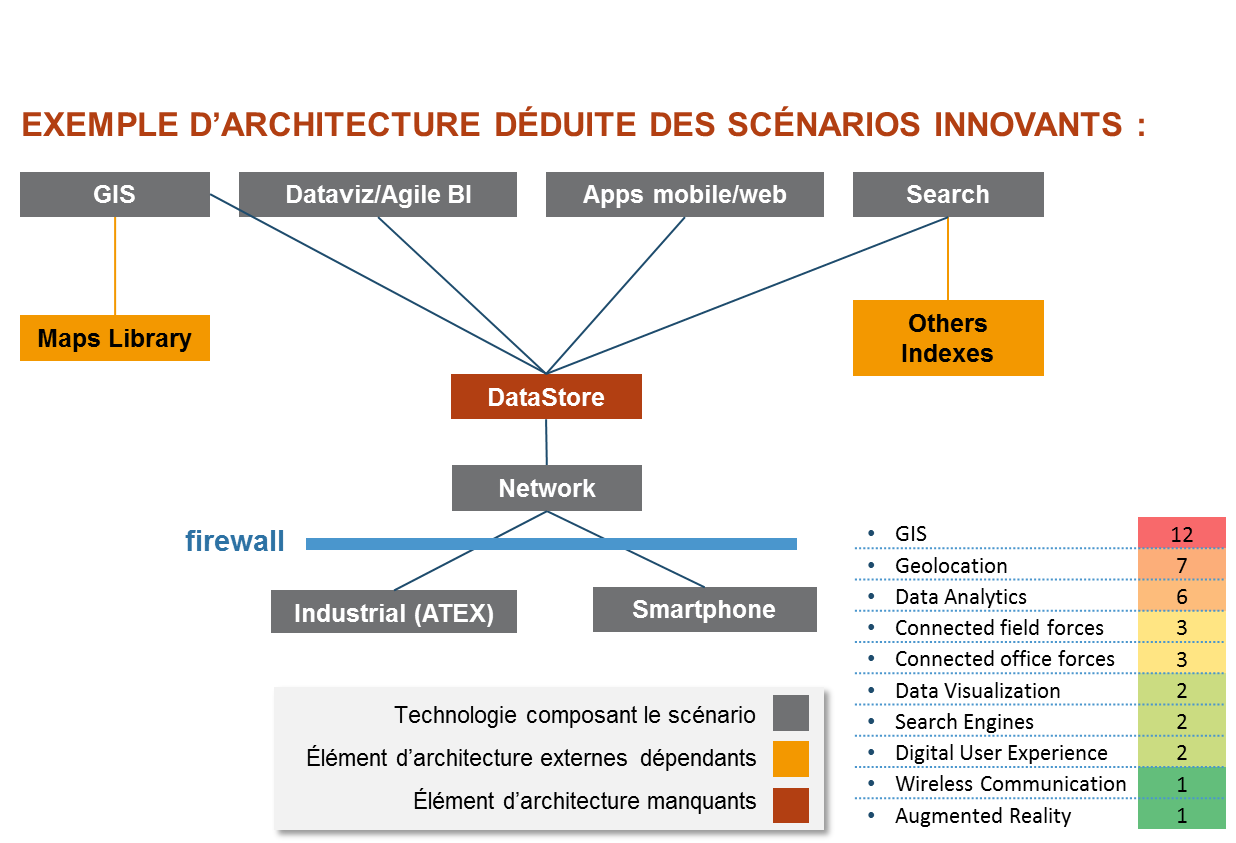 EXEMPLE D’ARCHITECTURE DÉDUITE DES SCÉNARIOS INNOVANTS :
GIS
Dataviz/Agile BI
Apps mobile/web
Search
Maps Library
Others
Indexes
DataStore
Network
firewall
Industrial (ATEX)
Smartphone
Technologie composant le scénario
Élément d’architecture externes dépendants
Élément d’architecture manquants
• GIS 12
• Geolocation 7
• Data Analytics 6
• Connected field forces 3
• Connected office forces 3
• Data Visualization 2
• Search Engines 2
• Digital User Experience 2
• Wireless Communication 1
• Augmented Reality 1